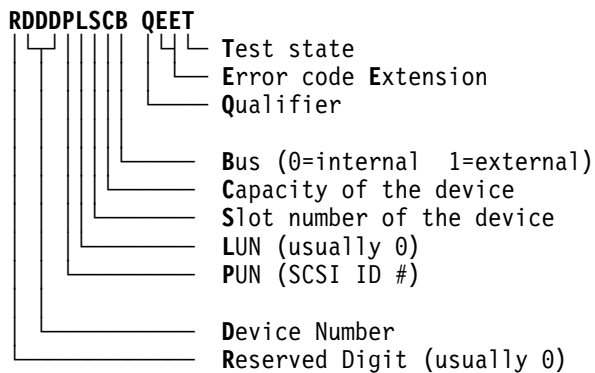 RDDDPLSCB QEET
Test state
Error code Extension
Qualifier
Bus (0=internal 1=external)
Capacity of the device
Slot number of the device
LUN (usually 0)
PUN (SCSI ID #)
Device Number
Reserved Digit (usually 0)